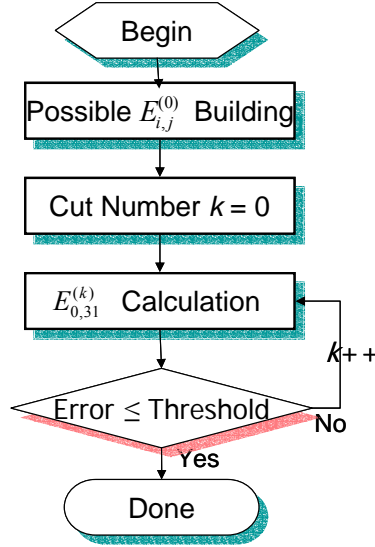 Begin
Possible E_{i,j}^{(0)} Building
Cut Number k = 0
E_{0,31}^{(k)} Calculation
k++
Error ≤ Threshold
No
Yes
Done